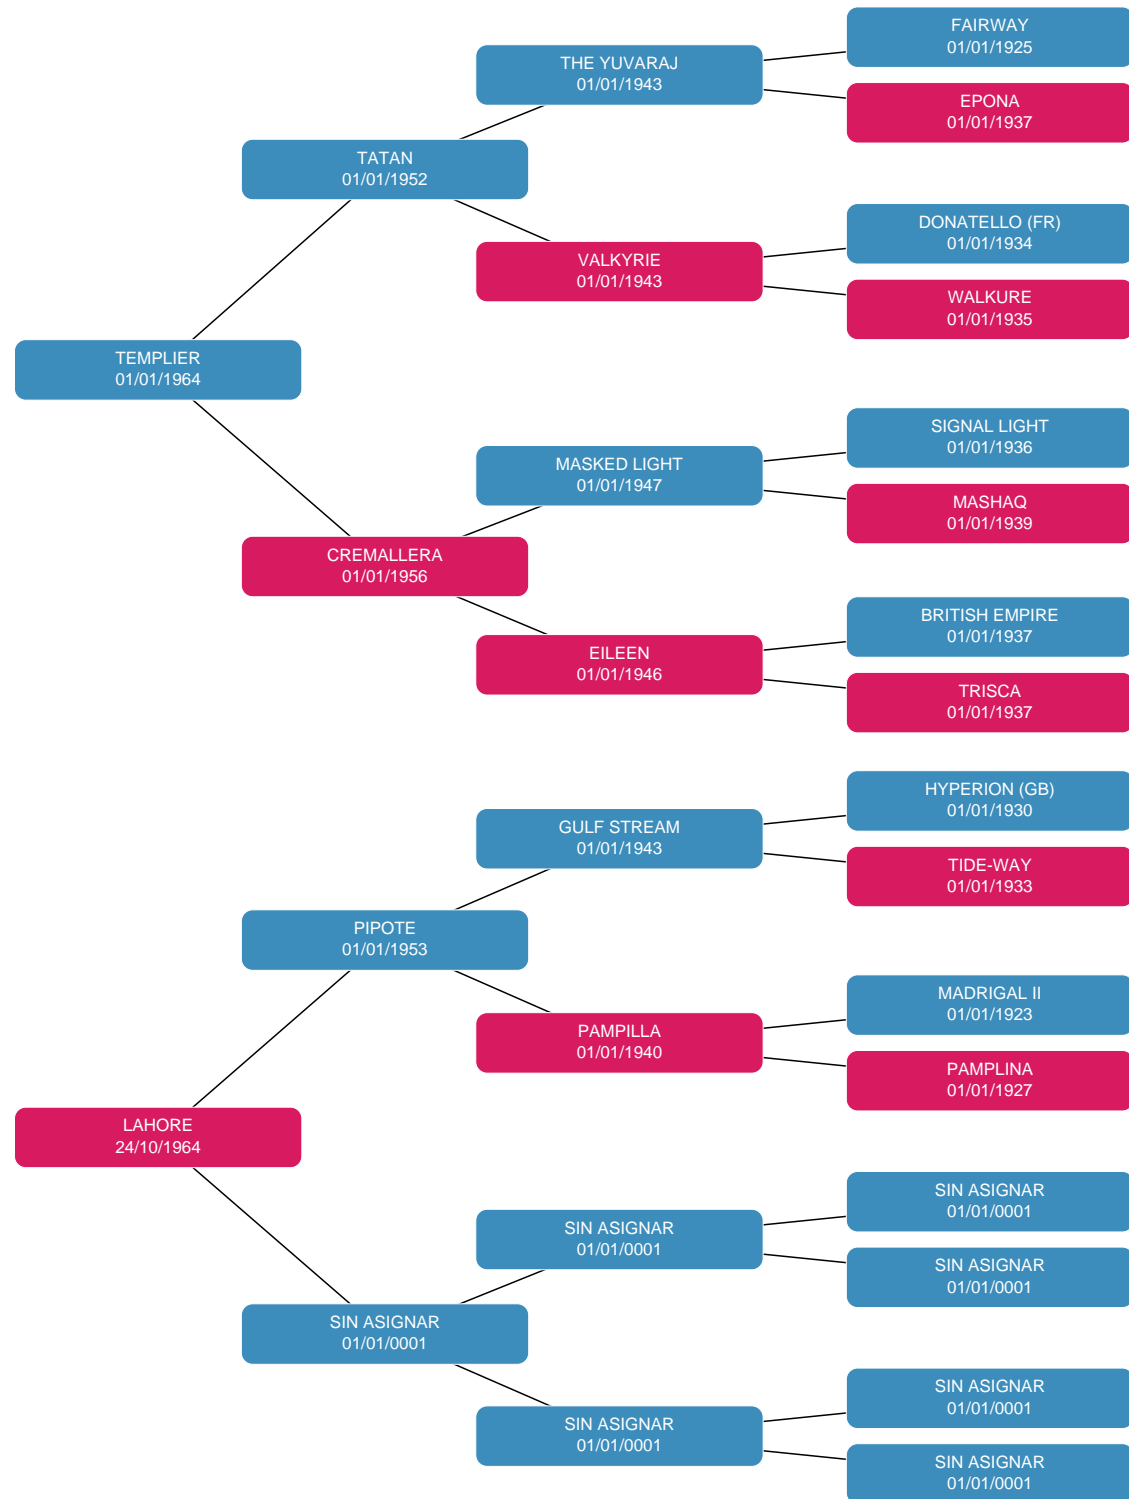 FAIRWAY
01/01/1925
THE YUVARAJ
01/01/1943
EPONA
01/01/1937
TATAN
01/01/1952
DONATELLO (FR)
01/01/1934
VALKYRIE
01/01/1943
WALKURE
01/01/1935
TEMPLIER
01/01/1964
SIGNAL LIGHT
01/01/1936
MASKED LIGHT
01/01/1947
MASHAQ
01/01/1939
CREMALLERA
01/01/1956
BRITISH EMPIRE
01/01/1937
EILEEN
01/01/1946
TRISCA
01/01/1937
HYPERION (GB)
01/01/1930
GULF STREAM
01/01/1943
TIDE-WAY
01/01/1933
PIPOTE
01/01/1953
MADRIGAL II
01/01/1923
PAMPILLA
01/01/1940
PAMPLINA
01/01/1927
LAHORE
24/10/1964
SIN ASIGNAR
01/01/0001
SIN ASIGNAR
01/01/0001
SIN ASIGNAR
01/01/0001
SIN ASIGNAR
01/01/0001
SIN ASIGNAR
01/01/0001
SIN ASIGNAR
01/01/0001
SIN ASIGNAR
01/01/0001